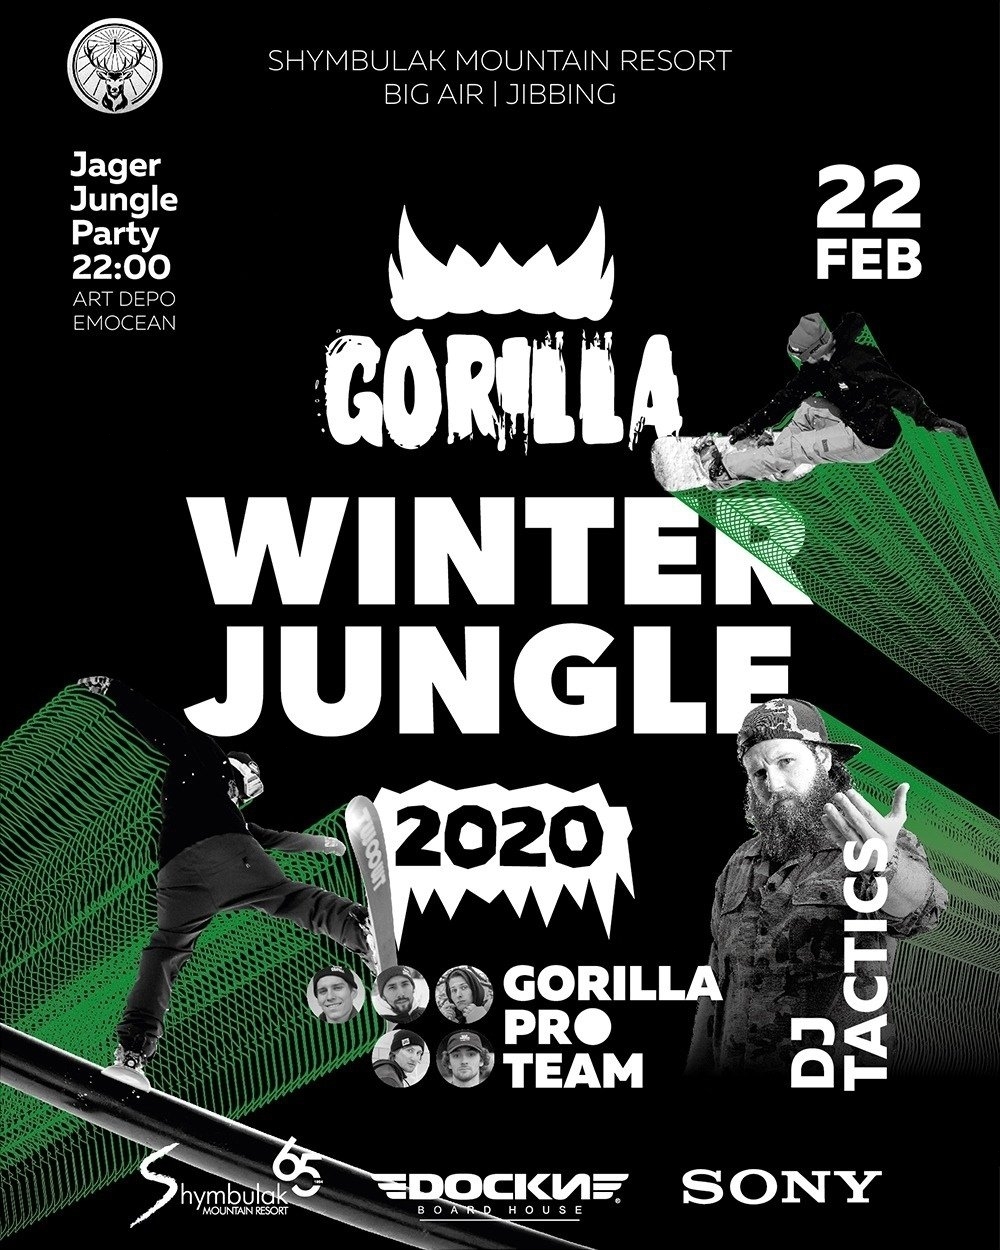 SHYMBULAK MOUNTAIN RESORT
BIG AIR | JIBBING
Jager
Jungle
Party
22:00
ART DEPO
EMOCEAN
22
FEB
GORILLA
WINTER
JUNGLE
2020
GORILLA
PRO
TEAM
DJ
TACTICS
Shymbulak
MOUNTAIN RESORT
65
DOCKИE
BOARD HOUSE
SONY